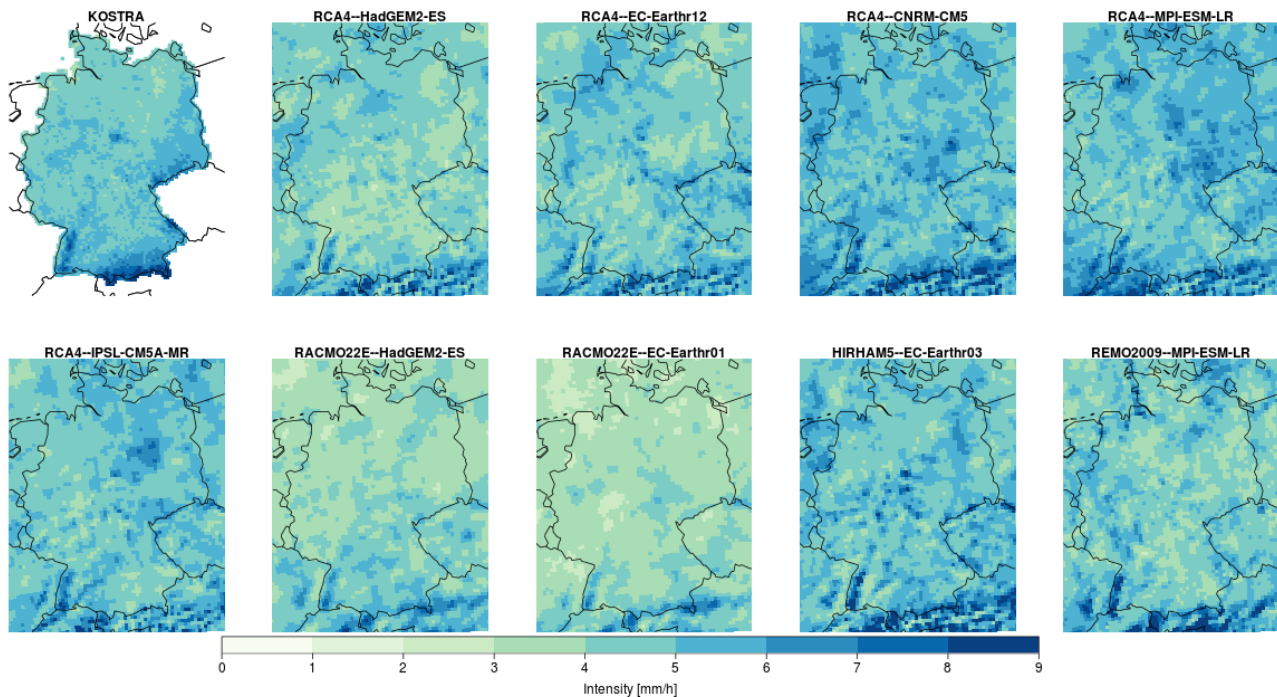 KOSTRA
RCA4--HadGEM2-ES
RCA4--EC-Earthr12
RCA4--CNRM-CM5
RCA4--MPI-ESM-LR
RCA4--IPSL-CM5A-MR
RACMO22E--HadGEM2-ES
RACMO22E--EC-Earthr01
HIRHAM5--EC-Earthr03
REMO2009--MPI-ESM-LR
0 1 2 3 4 5 6 7 8 9
Intensity [mm/h]